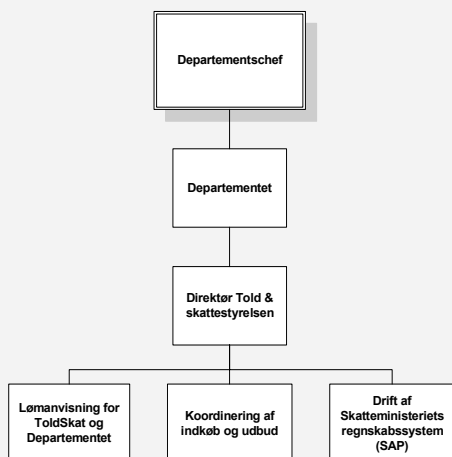 Departementschef
Departementet
Direktør Told &
skattestyrelsen
Lømanvisning for
ToldSkat og
Departementet
Koordinering af
indkøb og udbud
Drift af
Skatteministeriets
regnskabssystem
(SAP)